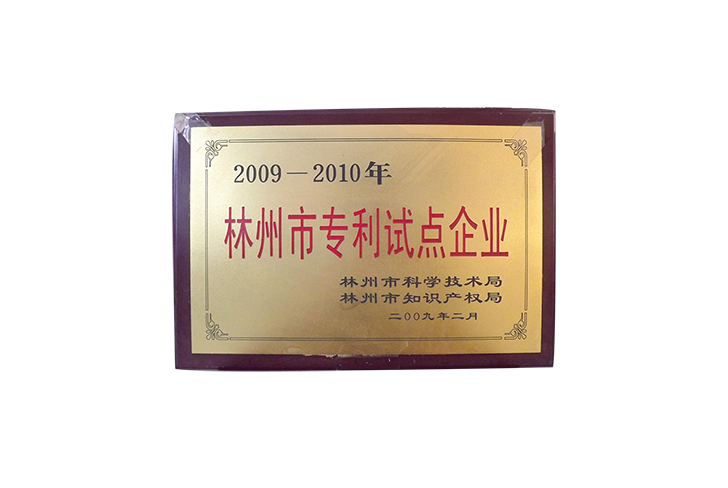 2009－2010年
林州市专利试点企业
林州市科学技术局
林州市知识产权局
二00九年二月